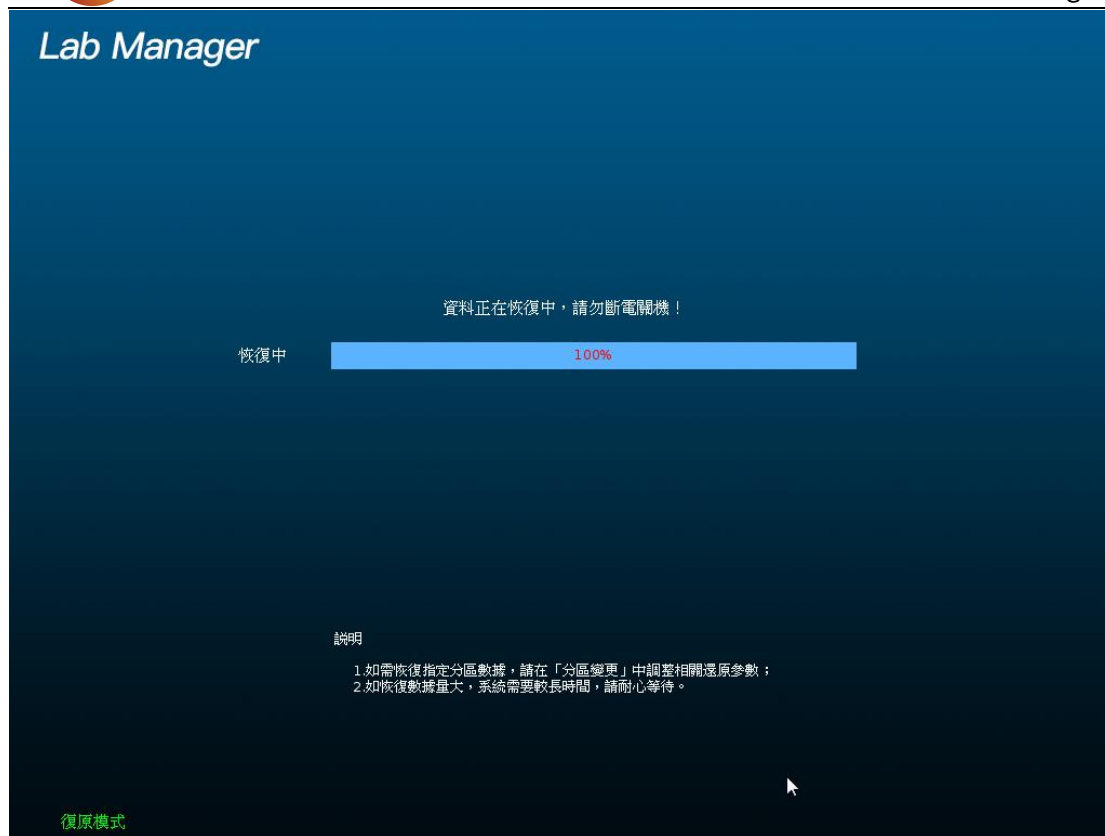 Lab Manager
資料正在恢復中，請勿斷電關機！
恢復中
100%
說明
1.如需恢復指定分區數據，請在「分區變更」中調整相關還原參數；
2.如恢復數據量大，系統需要較長時間，請耐心等待。
復原模式